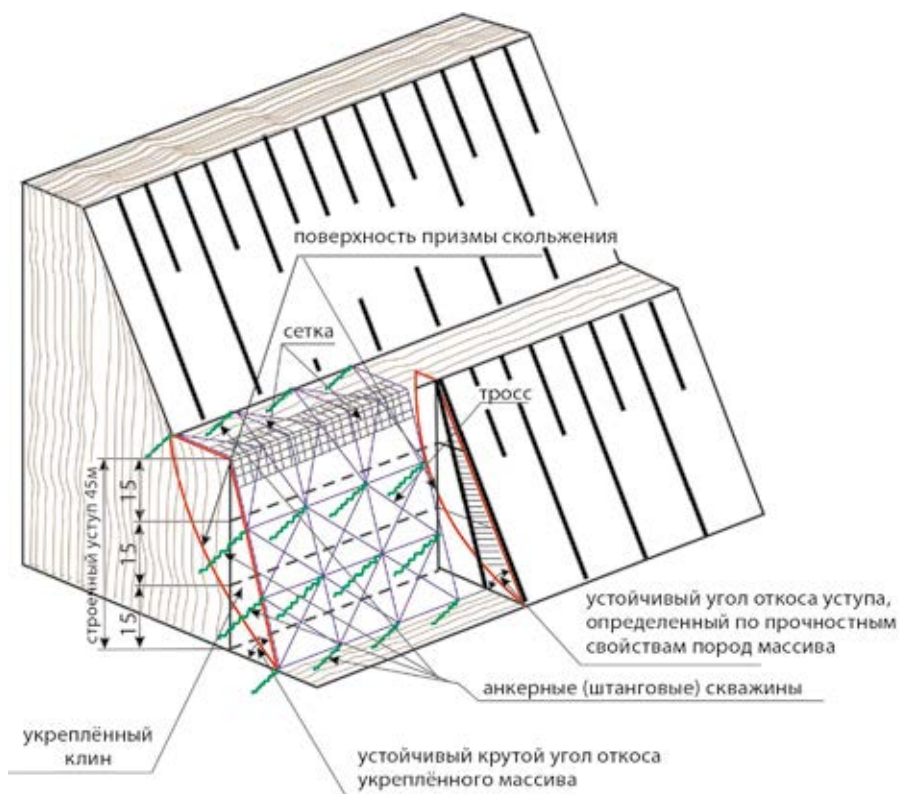 поверхность призмы скольжения
сетка
тросс
строенный уступ 45м
15
15
15
устойчивый угол откоса уступа,
определенный по прочностным
свойствам пород массива
анкерные (штанговые) скважины
укреплённый
клин
устойчивый крутой угол откоса
укреплённого массива